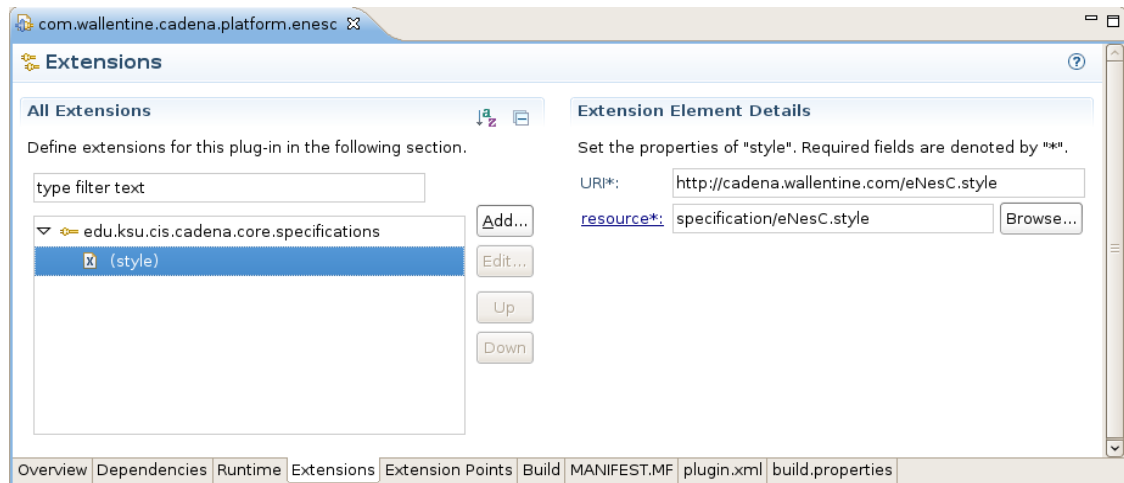 com.wallentine.cadena.platform.enesc
Extensions
All Extensions
Define extensions for this plug-in in the following section.
type filter text
edu.ksu.cis.cadena.core.specifications
(style)
Add...
Edit...
Up
Down
Extension Element Details
Set the properties of "style". Required fields are denoted by "*".
URI*: http://cadena.wallentine.com/eNesC.style
resource*: specification/eNesC.style Browse...
Overview Dependencies Runtime Extensions Extension Points Build MANIFEST.MF plugin.xml build.properties